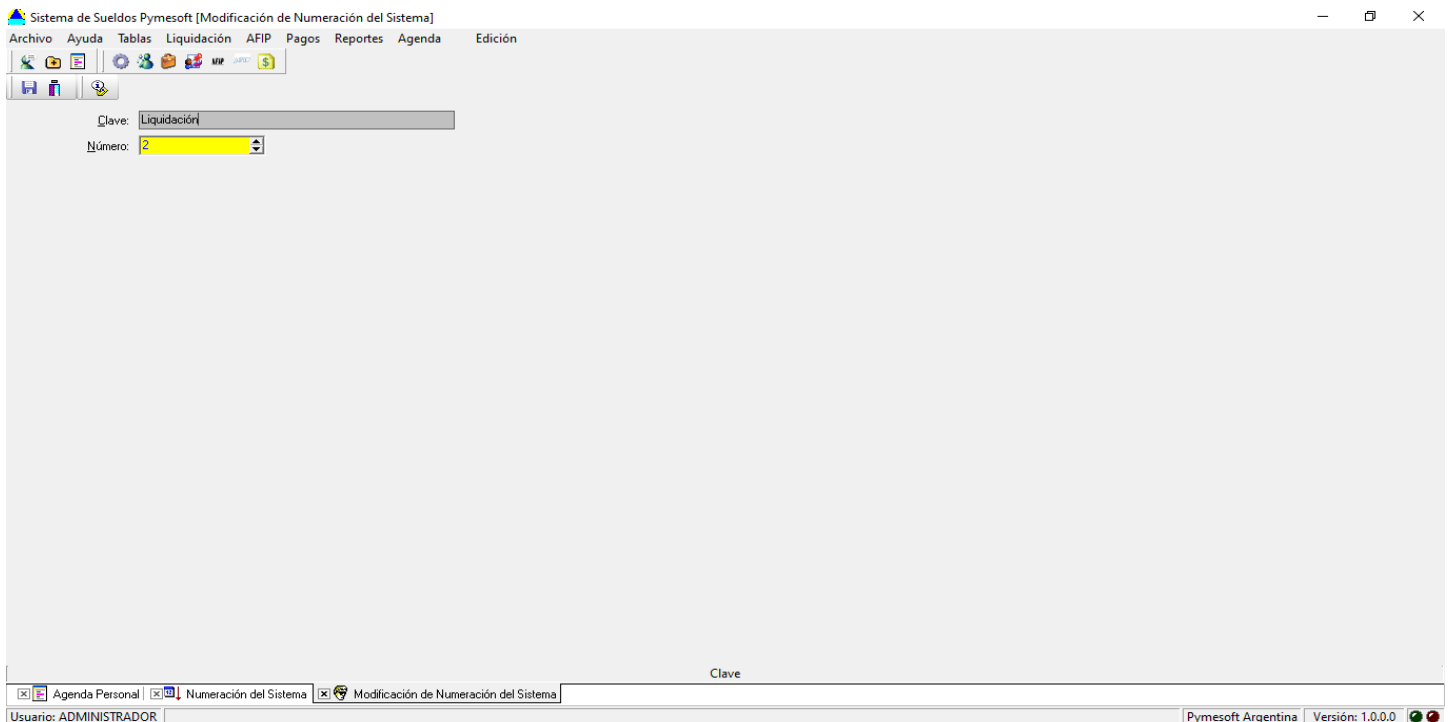 Sistema de Sueldos Pymesoft [Modificación de Numeración del Sistema]
Archivo Ayuda Tablas Liquidación AFIP Pagos Reportes Agenda Edición
AFIP
Clave: Liquidación
Número: 2
Clave
Agenda Personal Numeración del Sistema Modificación de Numeración del Sistema
Usuario: ADMINISTRADOR Pymesoft Argentina Versión: 1.0.0.0